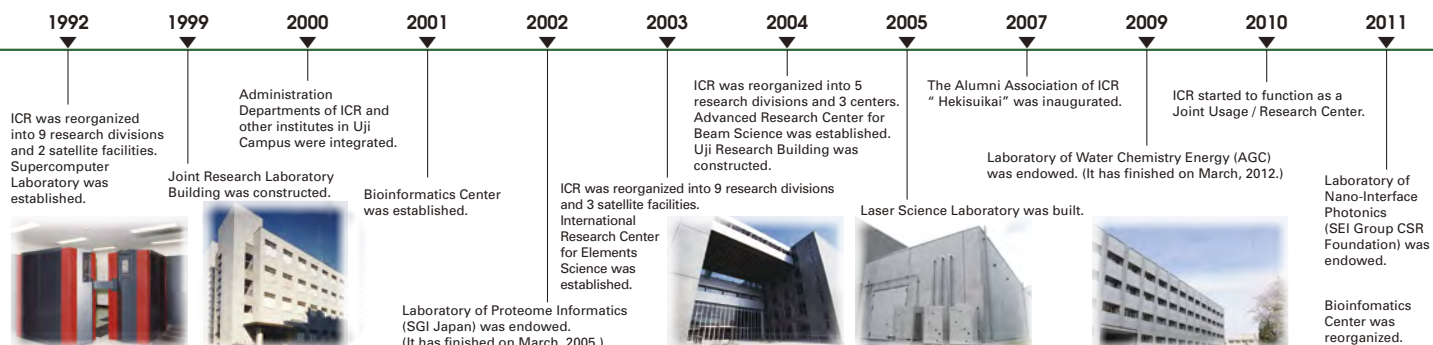 1992 1999 2000 2001 2002 2003 2004 2005 2007 2009 2010 2011
ICR was reorganized
into 9 research divisions
and 2 satellite facilities.
Supercomputer
Laboratory was
established.
Joint Research Laboratory
Building was constructed.
Administration
Departments of ICR and
other institutes in Uji
Campus were integrated.
Bioinformatics Center
was established.
Laboratory of Proteome Informatics
(SGI Japan) was endowed.
(It has finished on March, 2005.)
ICR was reorganized into 9 research divisions
and 3 satellite facilities.
International
Research Center
for Elements
Science was
established.
ICR was reorganized into 5
research divisions and 3 centers.
Advanced Research Center for
Beam Science was established.
Uji Research Building was
constructed.
Laser Science Laboratory was built.
The Alumni Association of ICR
“ Hekisuikai” was inaugurated.
Laboratory of Water Chemistry Energy (AGC)
was endowed. (It has finished on March, 2012.)
ICR started to function as a
Joint Usage / Research Center.
Laboratory of
Nano-Interface
Photonics
(SEI Group CSR
Foundation) was
endowed.
Bioinfomatics
Center was
reorganized.